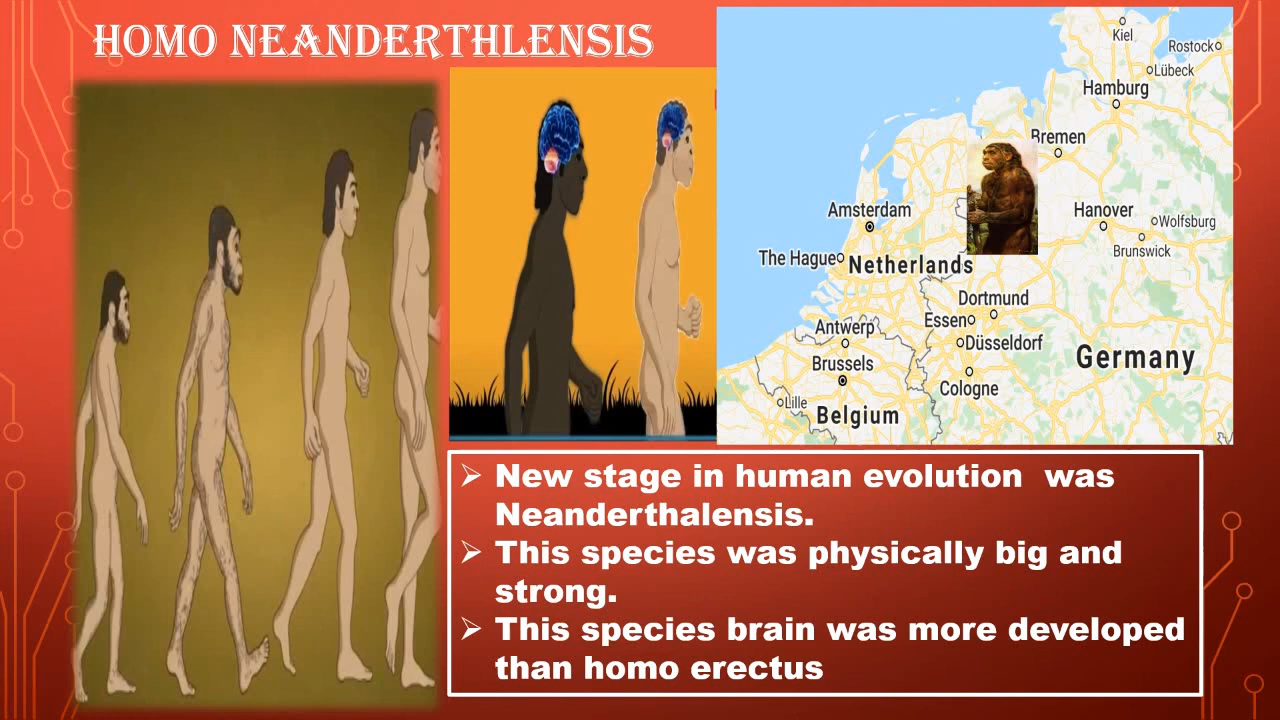 HOMO NEANDERTHLENSIS
Kiel
Rostock
Lübeck
Hamburg
Bremen
Amsterdam
Hanover
Wolfsburg
Brunswick
The Hague
Netherlands
Dortmund
Essen
Antwerp
Düsseldorf
Germany
Brussels
Cologne
Lille
Belgium
➢ New stage in human evolution was
Neanderthalensis.
➢ This species was physically big and
strong.
➢ This species brain was more developed
than homo erectus